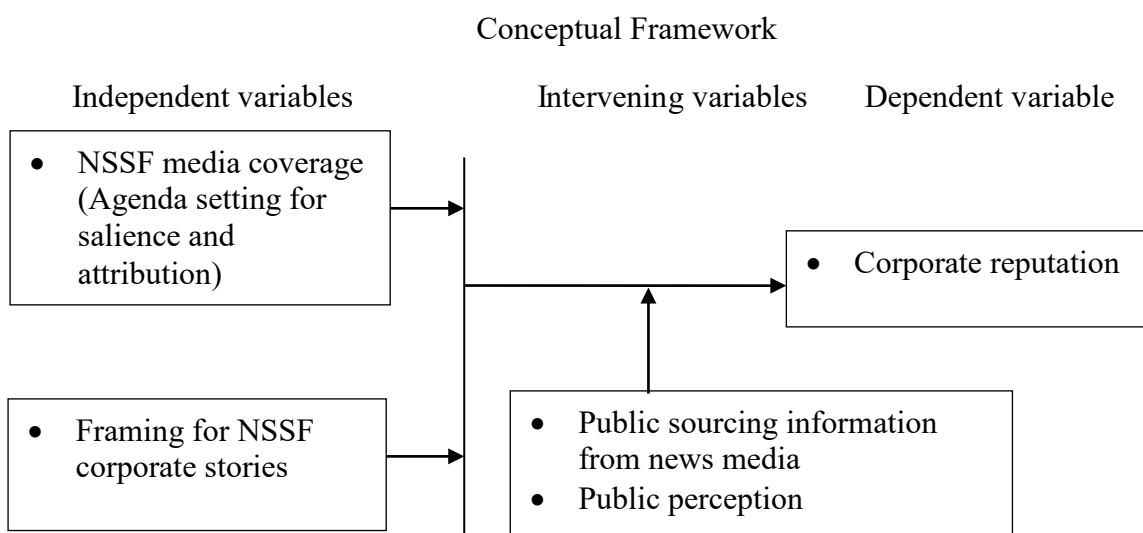 Conceptual Framework
Independent variables
Intervening variables
Dependent variable
• NSSF media coverage
(Agenda setting for
salience and
attribution)
• Corporate reputation
• Framing for NSSF
corporate stories
• Public sourcing information
from news media
• Public perception